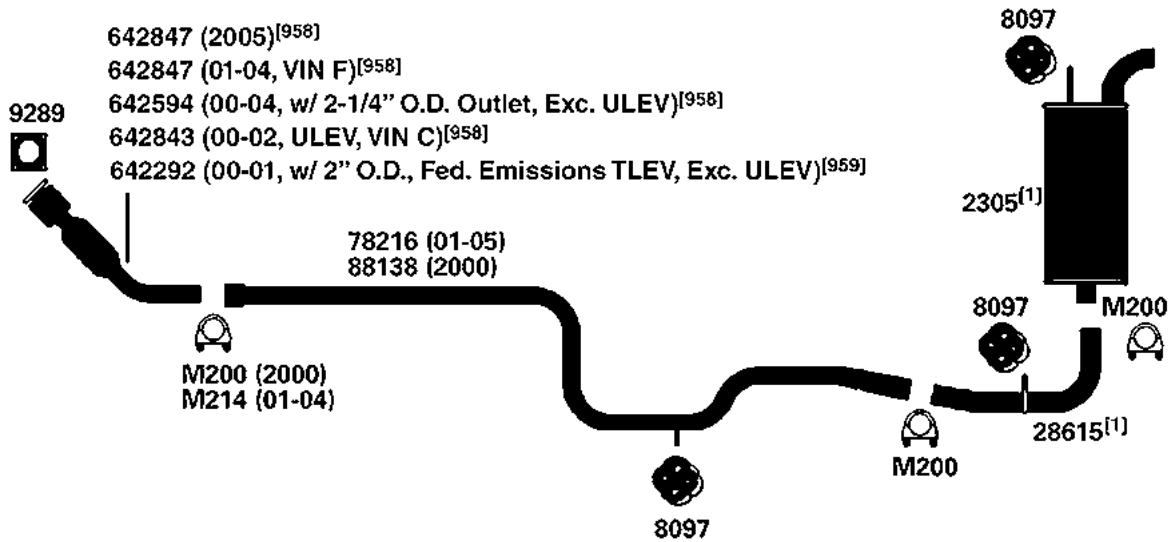 8097
642847 (2005)[958]
642847 (01-04, VIN F)[958]
642594 (00-04, w/ 2-1/4” O.D. Outlet, Exc. ULEV)[958]
9289
642843 (00-02, ULEV, VIN C)[958]
642292 (00-01, w/ 2” O.D., Fed. Emissions TLEV, Exc. ULEV)[959]
2305[1]
78216 (01-05)
88138 (2000)
8097
M200
M200 (2000)
M214 (01-04)
28615[1]
M200
8097